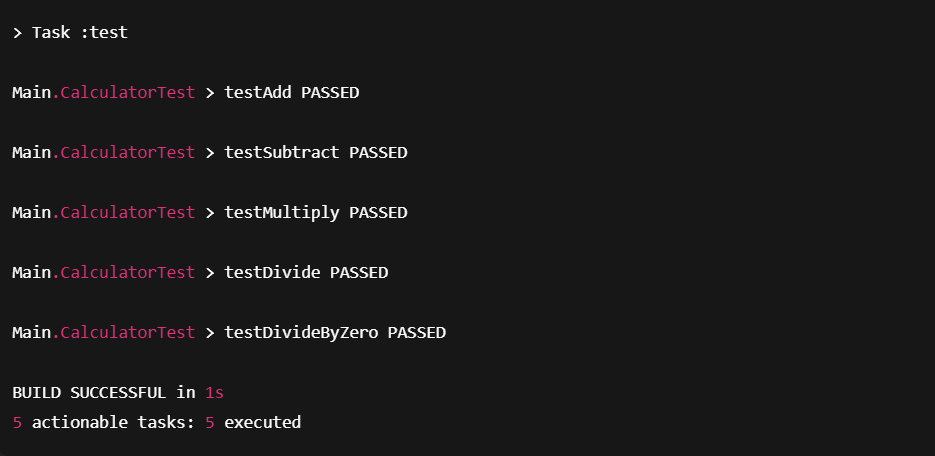 > Task :test
Main.CalculatorTest > testAdd PASSED
Main.CalculatorTest > testSubtract PASSED
Main.CalculatorTest > testMultiply PASSED
Main.CalculatorTest > testDivide PASSED
Main.CalculatorTest > testDivideByZero PASSED
BUILD SUCCESSFUL in 1s
5 actionable tasks: 5 executed